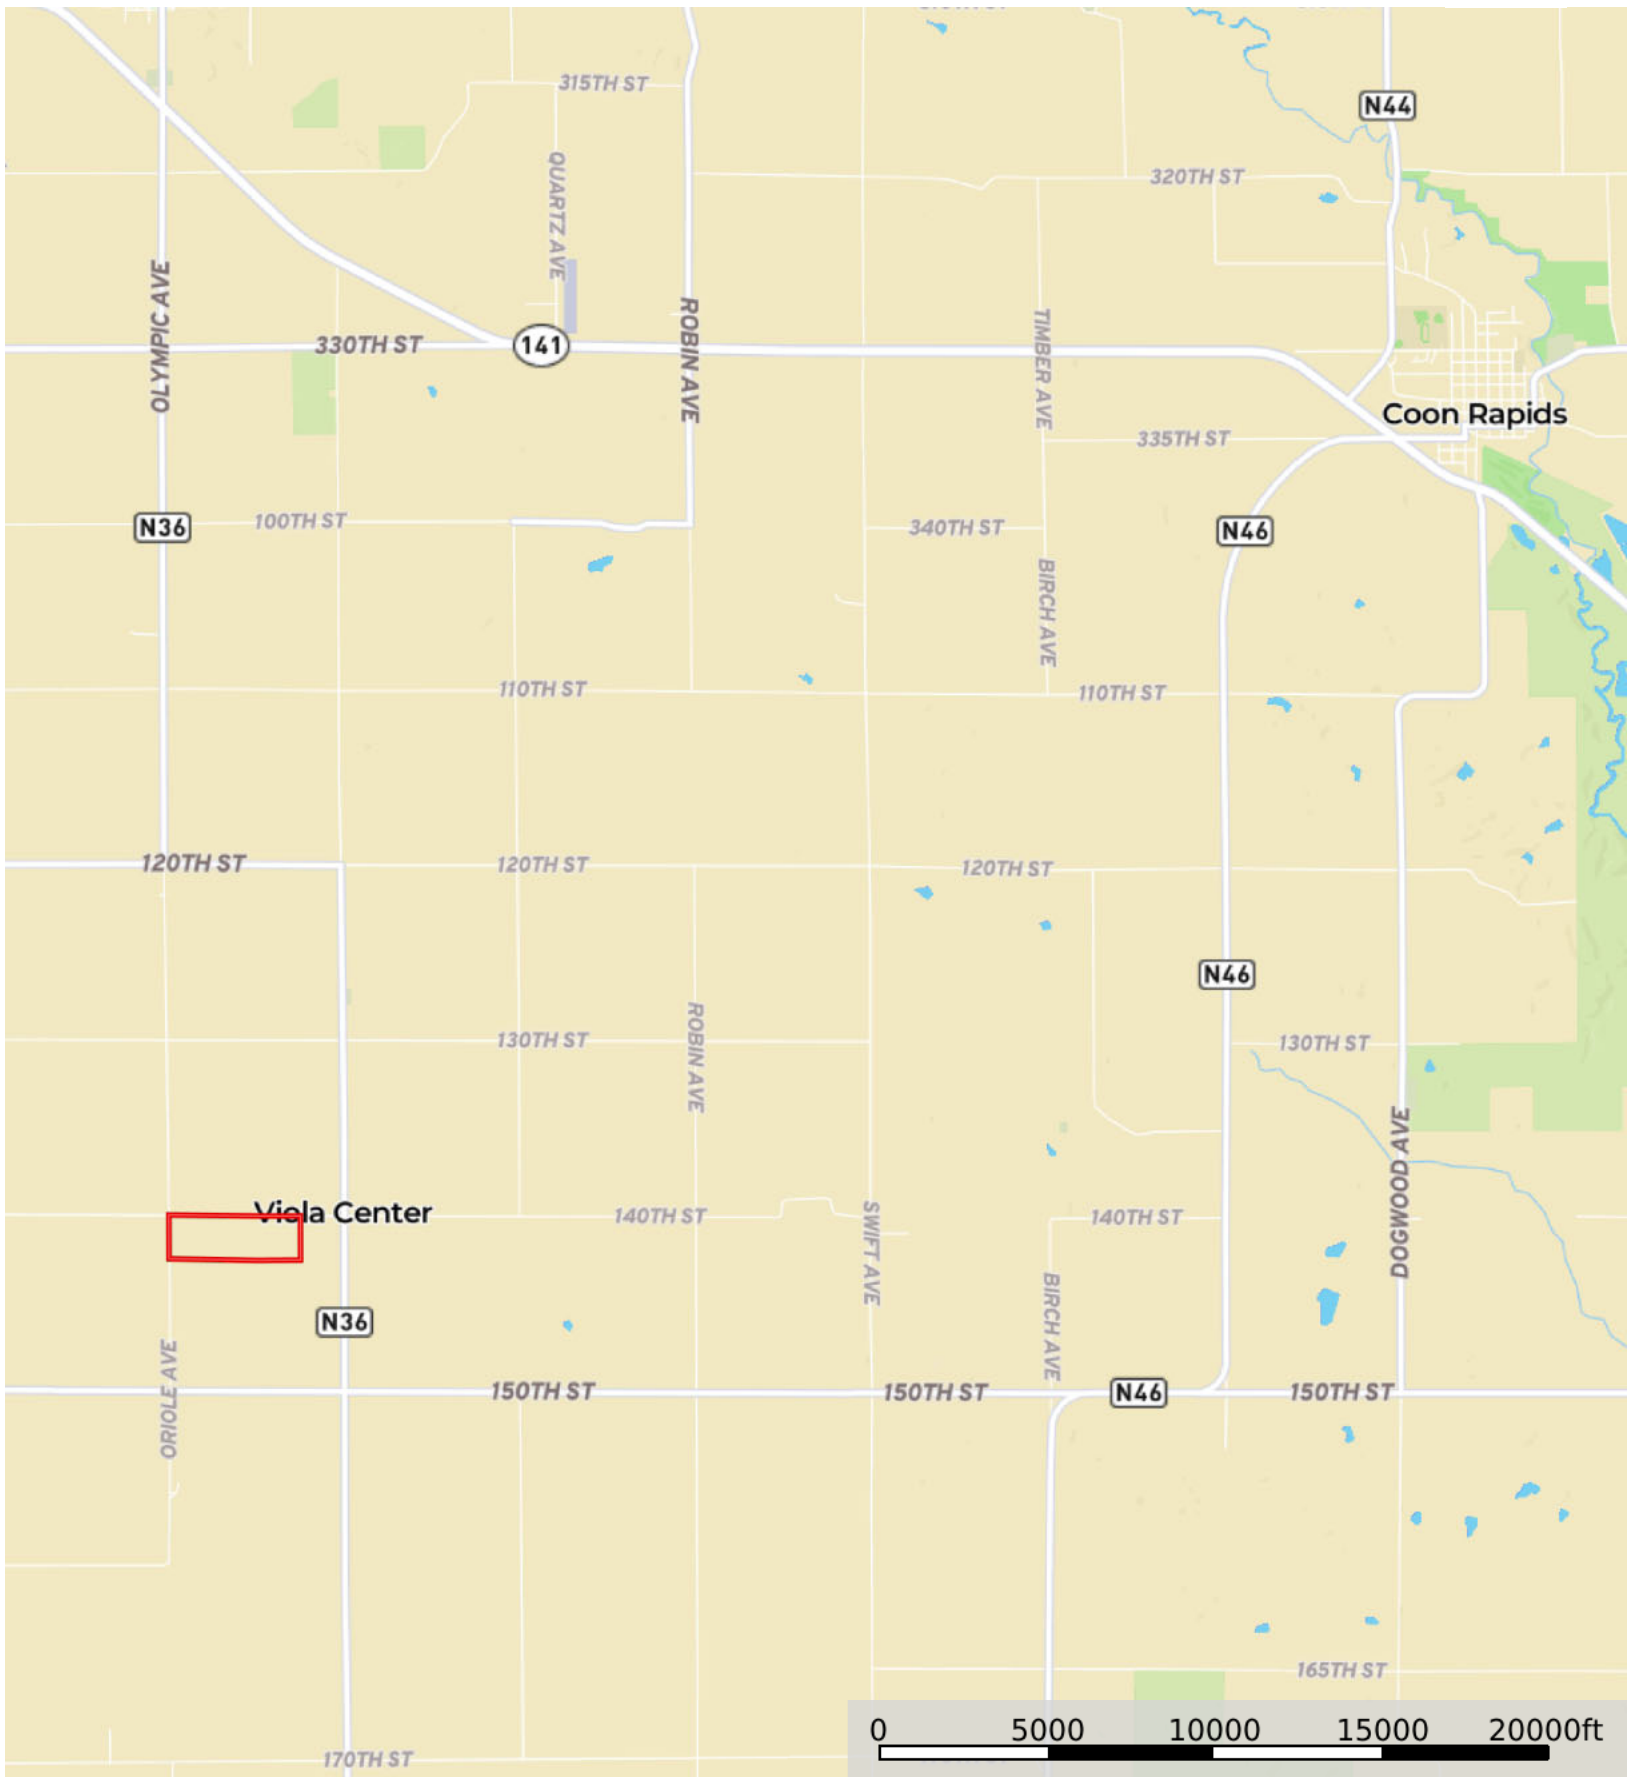 315TH ST
N44
QUARTZ AVE
320TH ST
OLYMPIC AVE
ROBIN AVE
TIMBER AVE
330TH ST
141
Coon Rapids
335TH ST
N36
100TH ST
340TH ST
N46
BIRCH AVE
110TH ST
110TH ST
120TH ST
120TH ST
120TH ST
N46
ROBIN AVE
130TH ST
130TH ST
DOGWOOD AVE
Viola Center
140TH ST
SWIFT AVE
140TH ST
BIRCH AVE
N36
ORIOLE AVE
150TH ST
150TH ST
N46
150TH ST
165TH ST
0 5000 10000 15000 20000ft
170TH ST